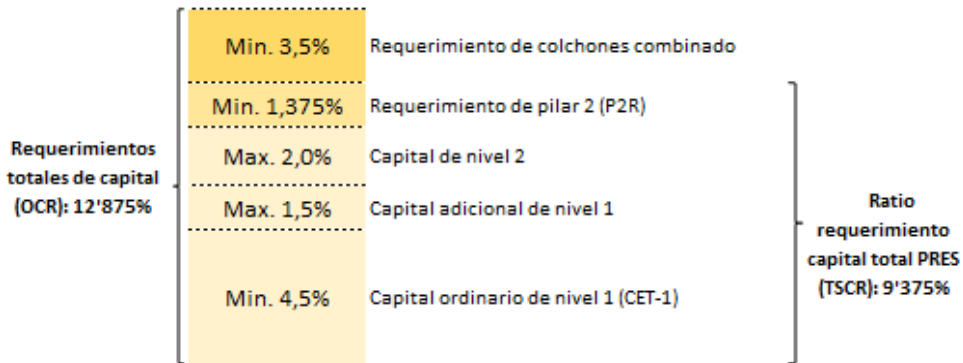 Min. 3,5% Requerimiento de colchones combinado
Min. 1,375% Requerimiento de pilar 2 (P2R)
Requerimientos
totales de capital
(OCR): 12'875%
Max. 2,0% Capital de nivel 2
Max. 1,5% Capital adicional de nivel 1
Min. 4,5% Capital ordinario de nivel 1 (CET-1)
Ratio
requerimiento
capital total PRES
(TSCR): 9'375%